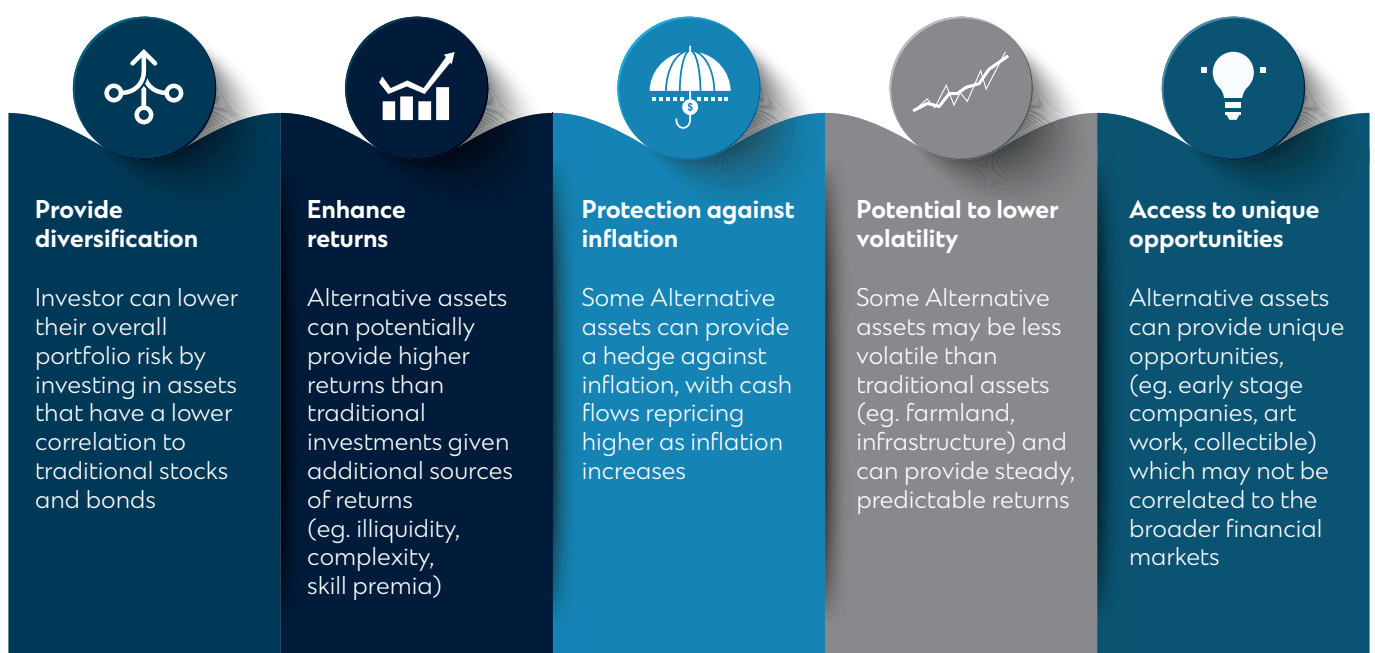 $
Provide
diversification
Investor can lower
their overall
portfolio risk by
investing in assets
that have a lower
correlation to
traditional stocks
and bonds
Enhance
returns
Alternative assets
can potentially
provide higher
returns than
traditional
investments given
additional sources
of returns
(eg. illiquidity,
complexity,
skill premia)
Protection against
inflation
Some Alternative
assets can provide
a hedge against
inflation, with cash
flows repricing
higher as inflation
increases
Potential to lower
volatility
Some Alternative
assets may be less
volatile than
traditional assets
(eg. farmland,
infrastructure) and
can provide steady,
predictable returns
Access to unique
opportunities
Alternative assets
can provide unique
opportunities,
(eg. early stage
companies, art
work, collectible)
which may not be
correlated to the
broader financial
markets